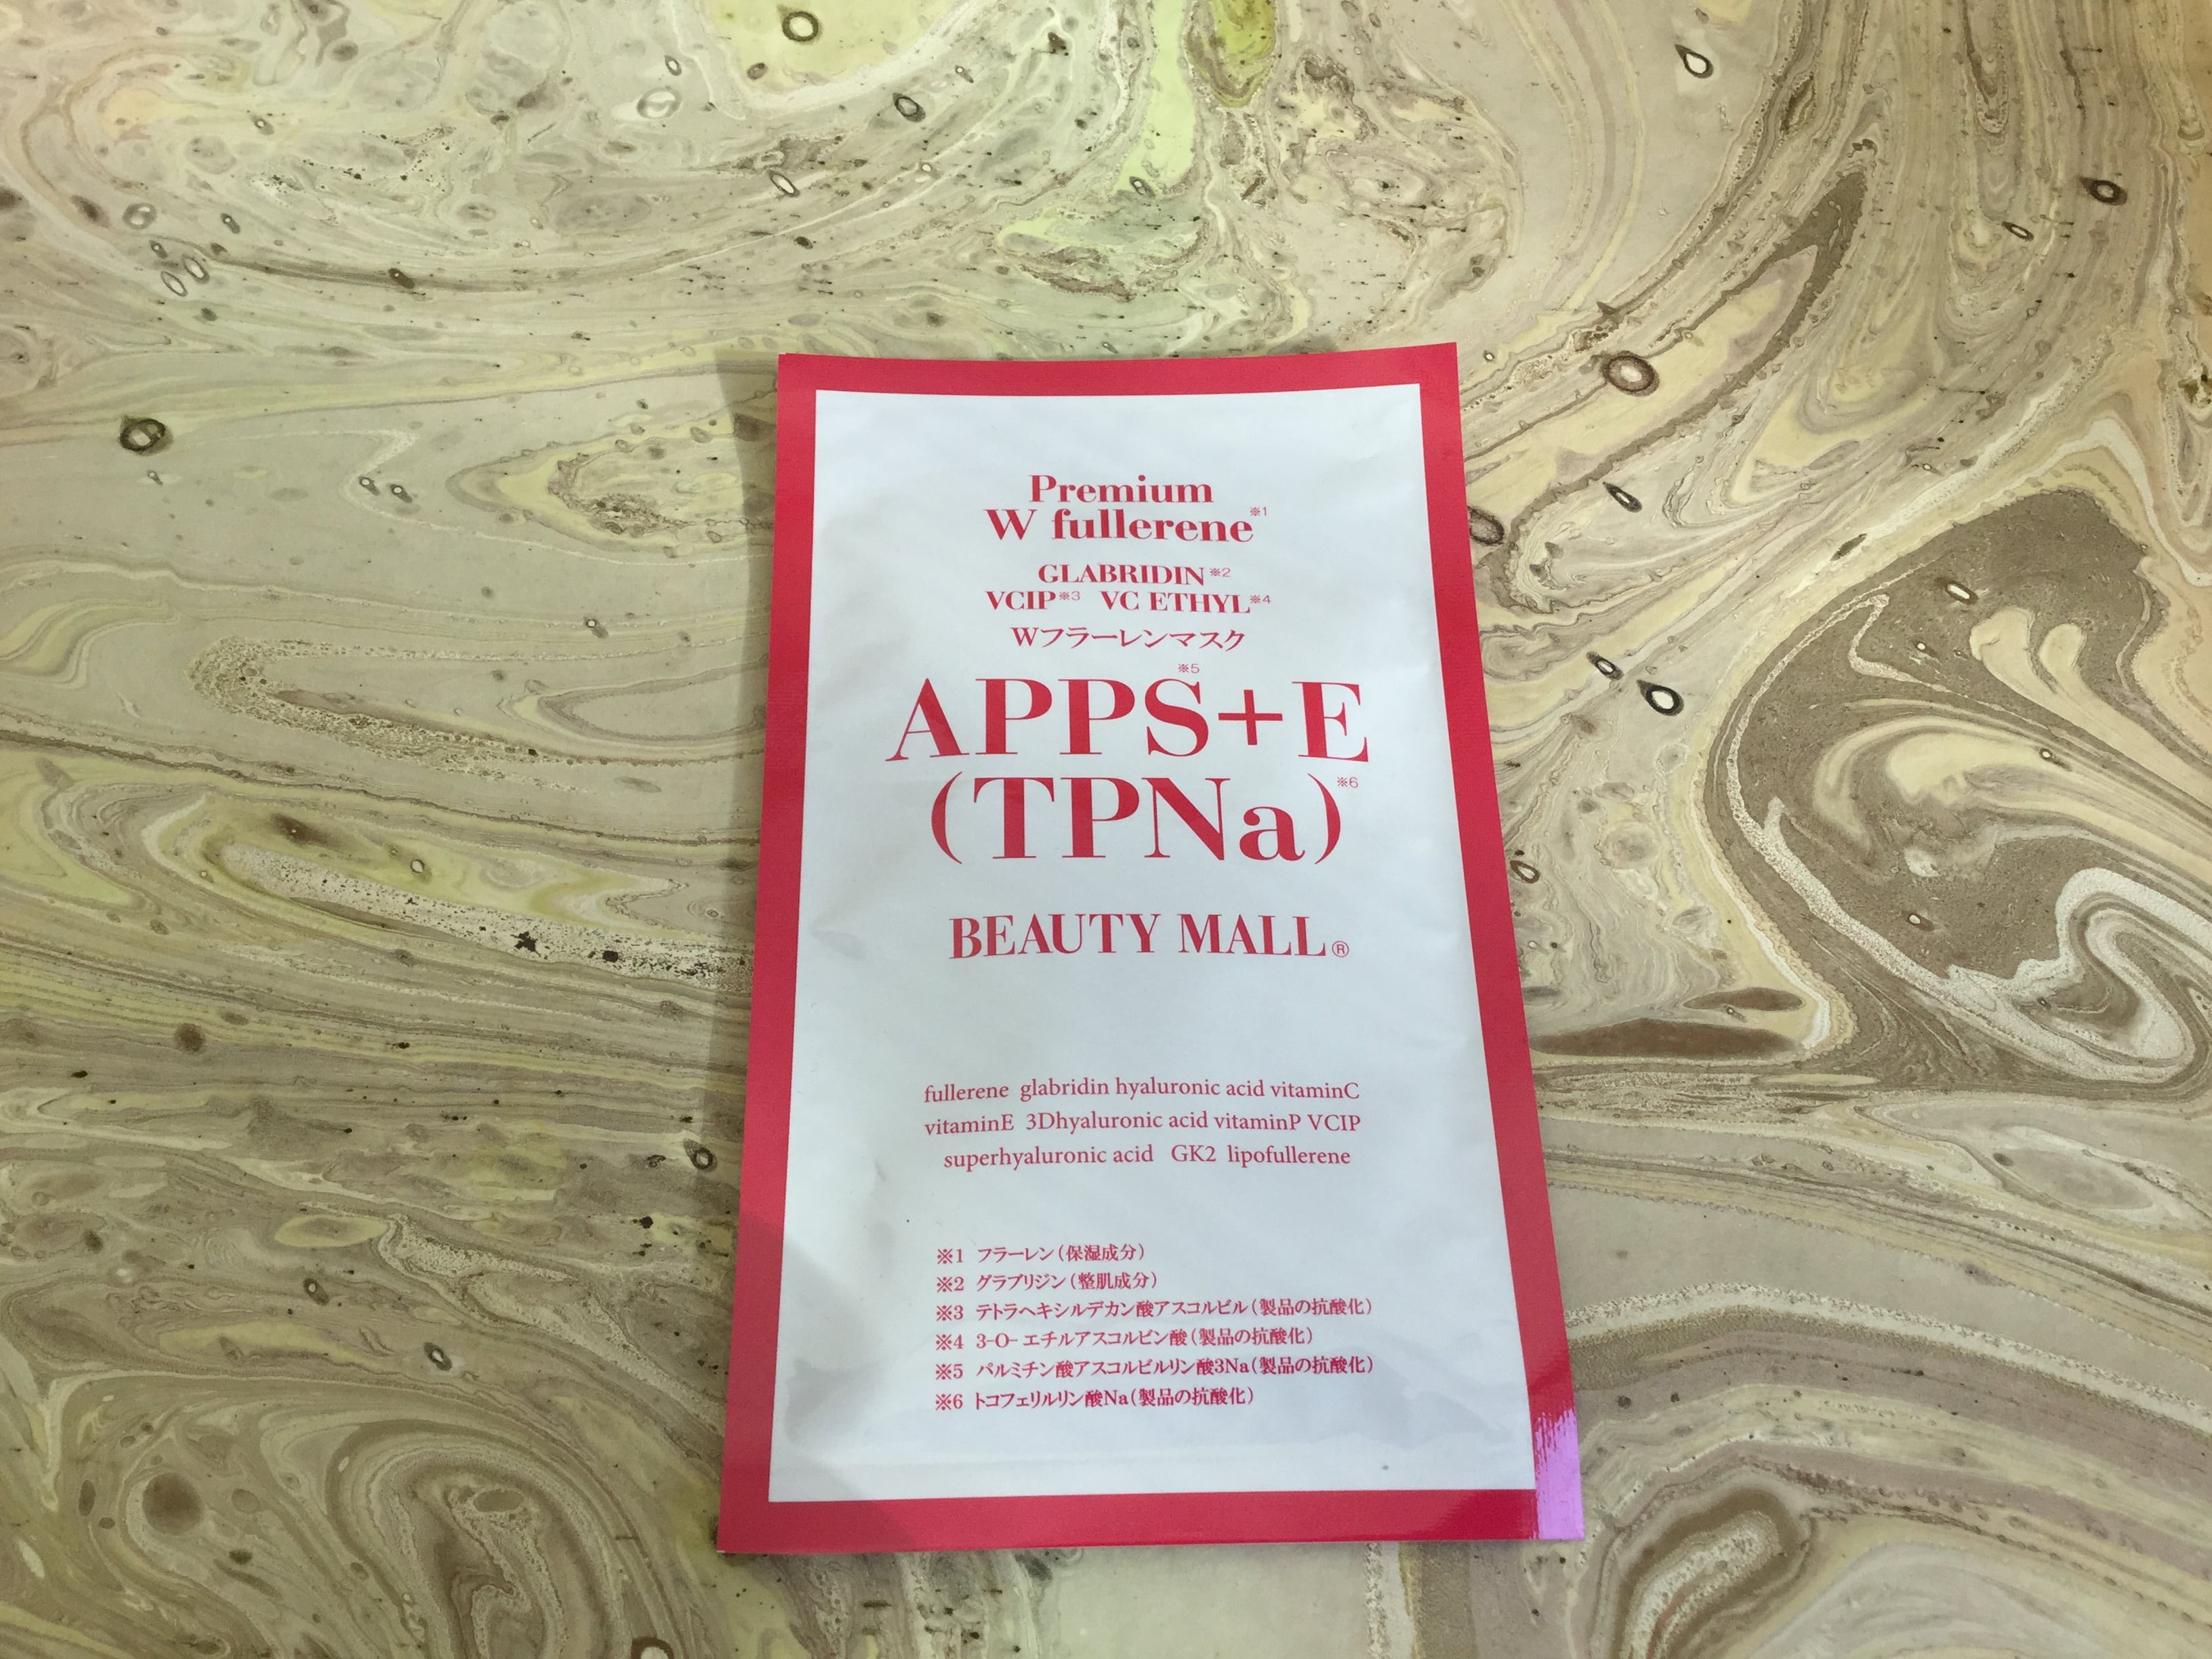 Premium
W fullerene※1
GLABRIDIN※2
VCIP※3 VC ETHYL※4
Wフラーレンマスク
APPS※5+E
(TPNa)※6
BEAUTY MALL®
fullerene glabridin hyaluronic acid vitaminC
vitaminE 3Dhyaluronic acid vitaminP VCIP
superhyaluronic acid GK2 lipofullerene
※1 フラーレン（保湿成分）
※2 グラブリジン（整肌成分）
※3 テトラヘキシルデカン酸アスコルビル（製品の抗酸化）
※4 3-O-エチルアスコルビン酸（製品の抗酸化）
※5 パルミチン酸アスコルビルリン酸3Na（製品の抗酸化）
※6 トコフェリルリン酸Na（製品の抗酸化）